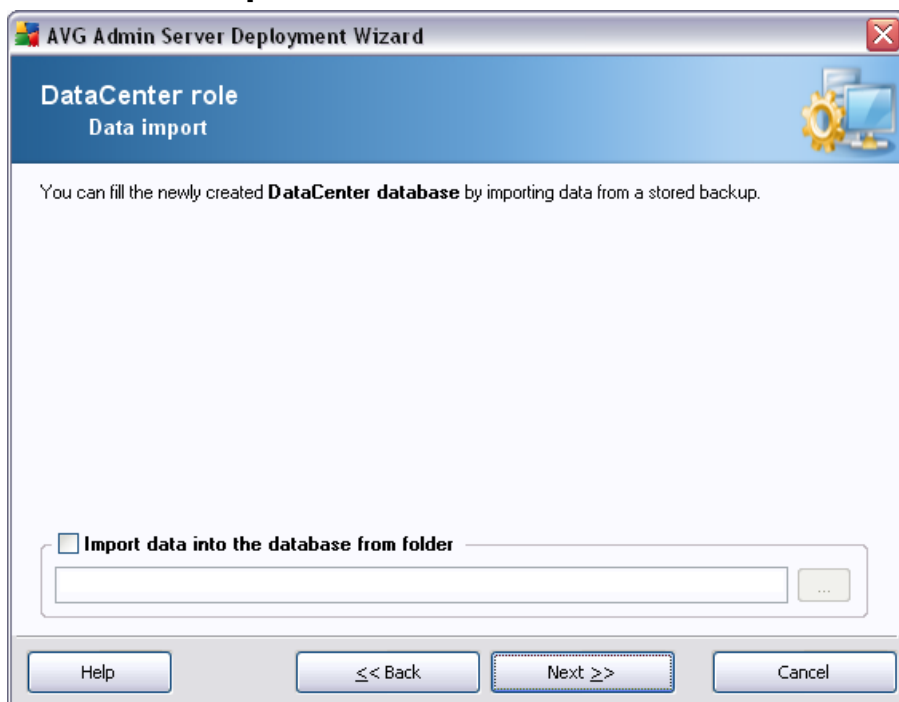 AVG Admin Server Deployment Wizard
DataCenter role
Data import
You can fill the newly created DataCenter database by importing data from a stored backup.
Import data into the database from folder
...
Help
<< Back
Next >>
Cancel